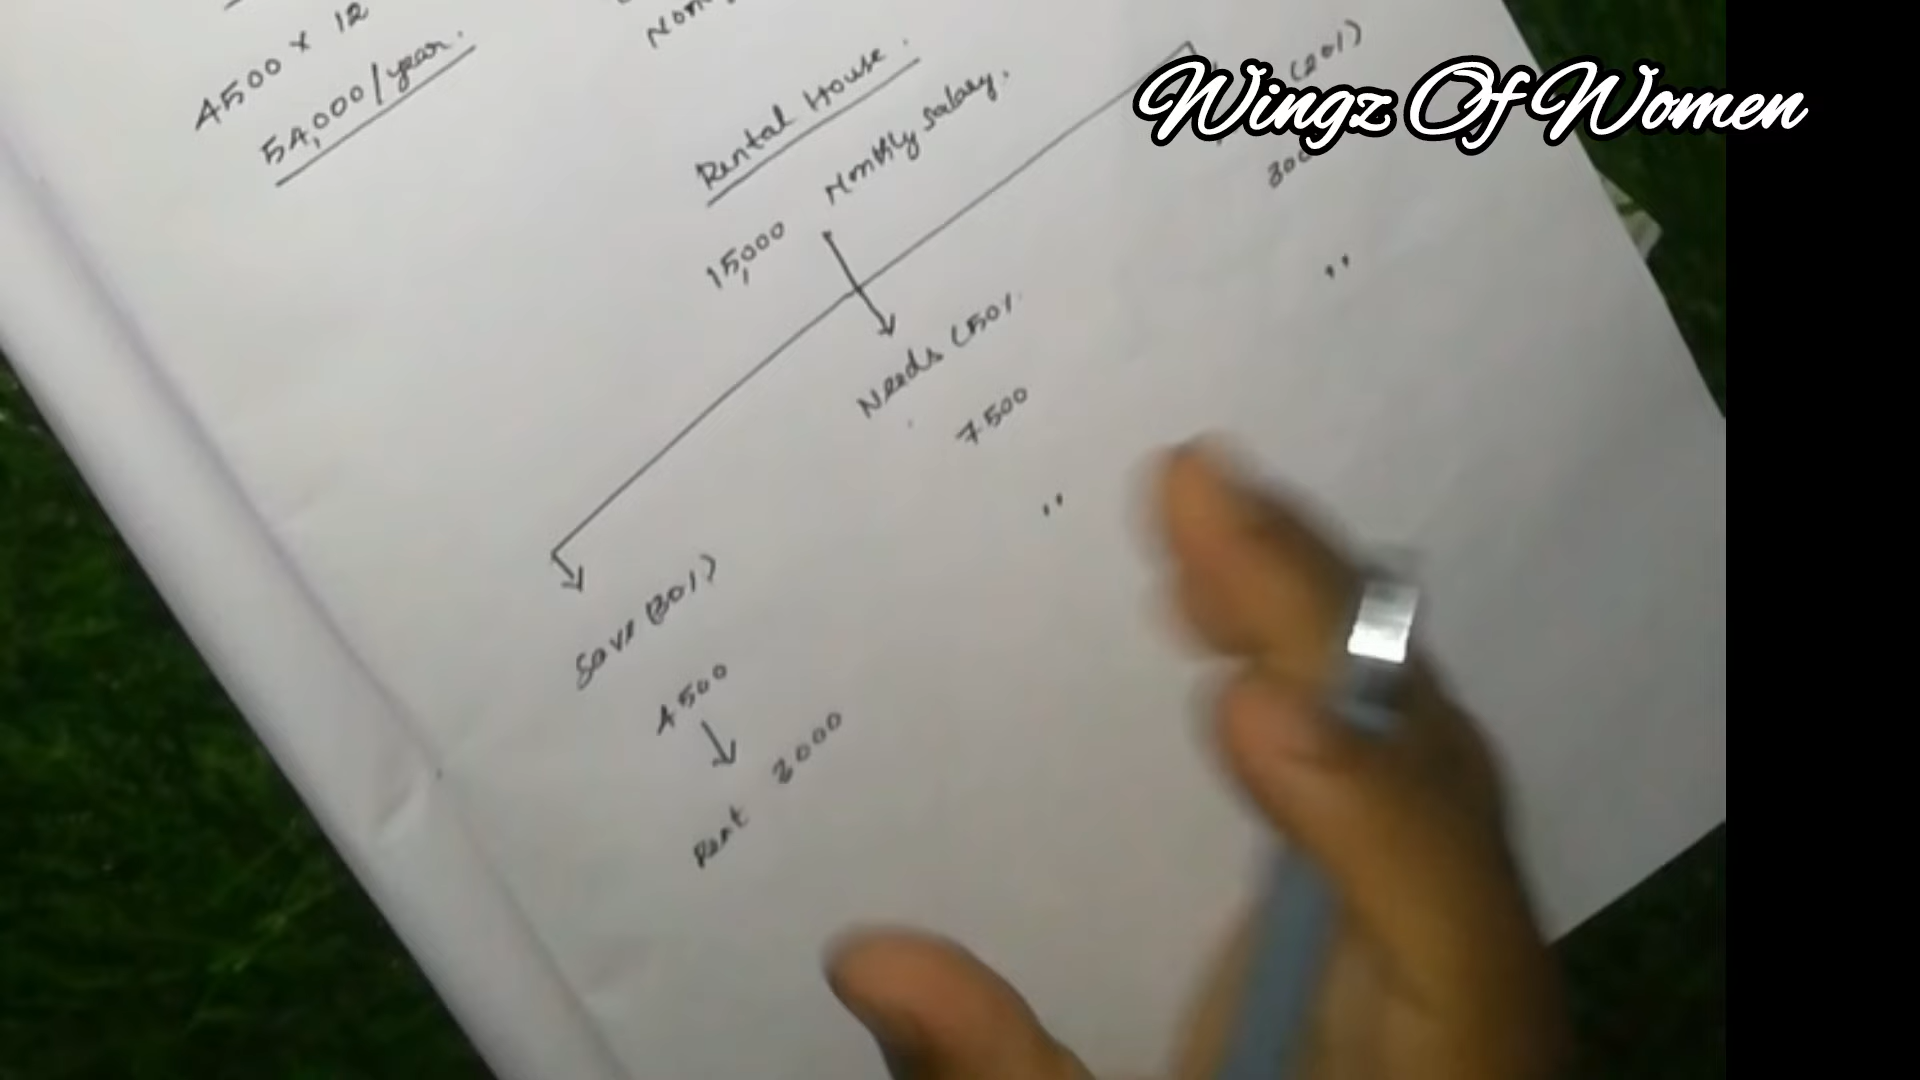 4500 x 12
54,000/year.
Rental House.
15,000 Monthly Salary.
Needs (50%
7500
"
(20%)
"
Save (30%)
4500
Rent 3000
Wingz Of Women